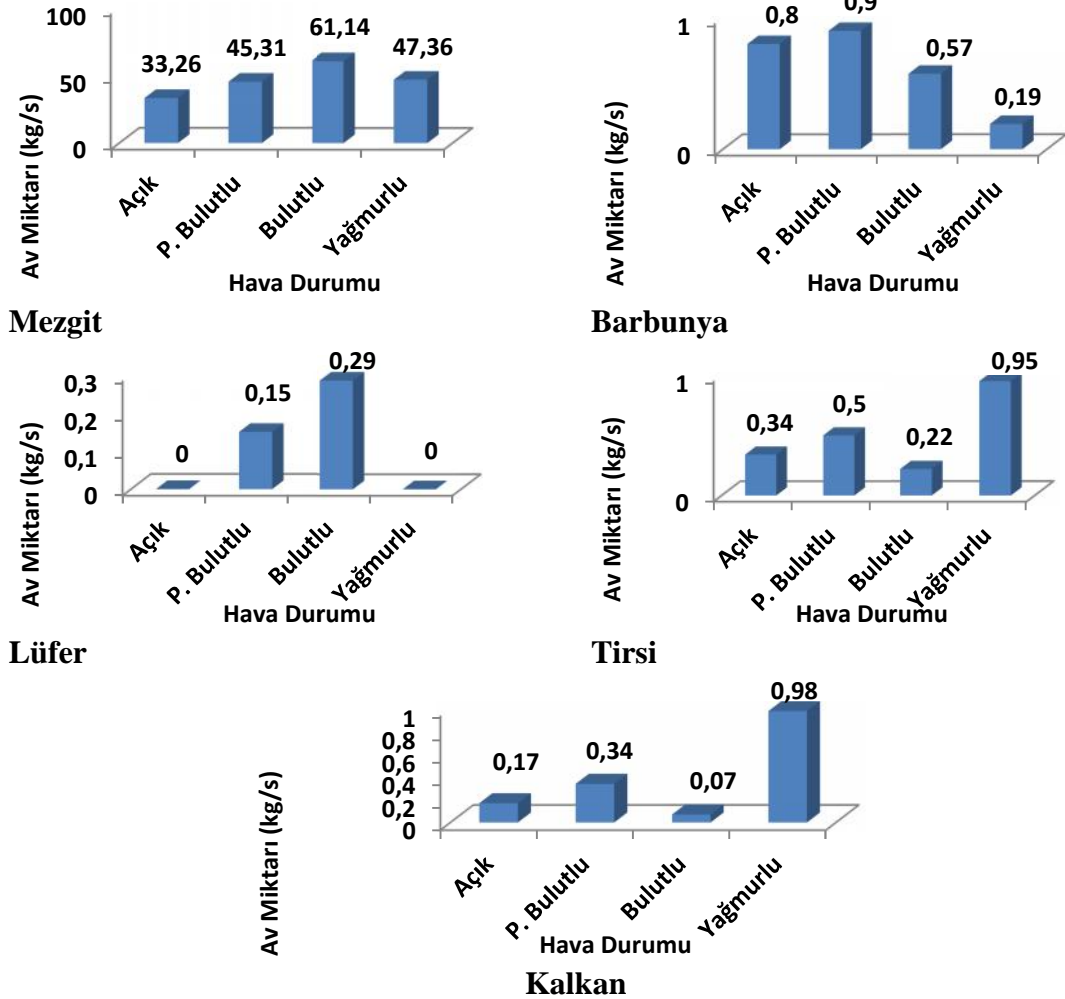 100
50
0
33,26
45,31
61,14
47,36
Av Miktarı (kg/s)
Açık
P. Bulutlu
Bulutlu
Yağmurlu
Hava Durumu
Mezgit
1
0
0,8
0,9
0,57
0,19
Av Miktarı (kg/s)
Açık
P. Bulutlu
Bulutlu
Yağmurlu
Hava Durumu
Barbunya
0,3
0,2
0,1
0
0
0,15
0,29
0
Av Miktarı (kg/s)
Açık
P. Bulutlu
Bulutlu
Yağmurlu
Hava Durumu
Lüfer
1
0
0,34
0,5
0,22
0,95
Av Miktarı (kg/s)
Açık
P. Bulutlu
Bulutlu
Yağmurlu
Hava Durumu
Tirsi
1
0,8
0,6
0,4
0,2
0
0,17
0,34
0,07
0,98
Av Miktarı (kg/s)
Açık
P. Bulutlu
Bulutlu
Yağmurlu
Hava Durumu
Kalkan